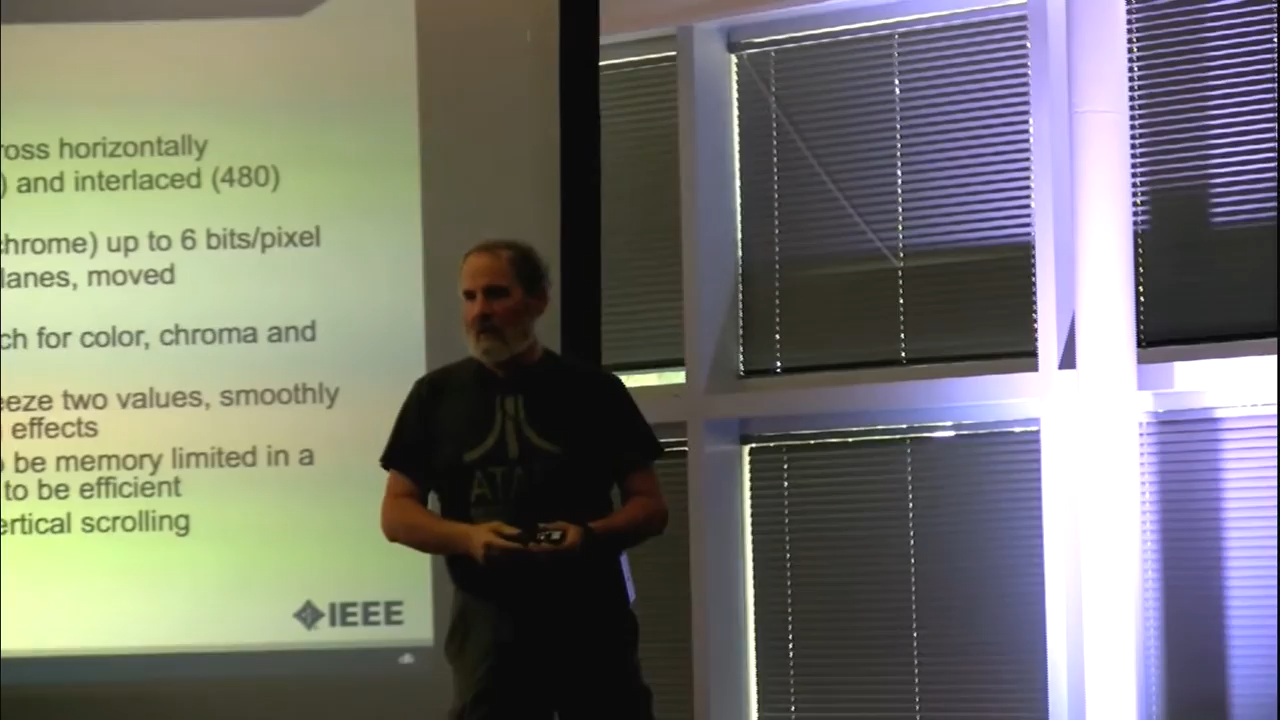 ross horizontally
) and interlaced (480)
chrome) up to 6 bits/pixel
lanes, moved
ch for color, chroma and
eeze two values, smoothly
effects
be memory limited in a
to be efficient
ertical scrolling
IEEE
ATARI